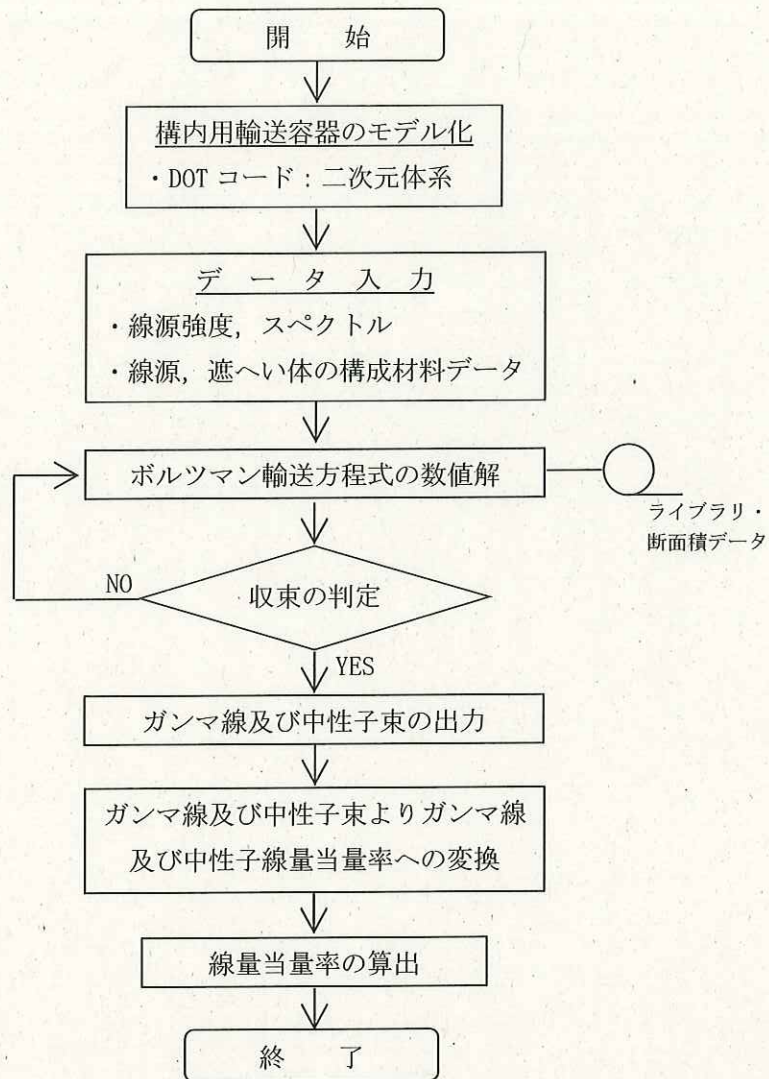 開　始
構内用輸送容器のモデル化
・DOT コード：二次元体系
デ ー タ 入 力
・線源強度，スペクトル
・線源，遮へい体の構成材料データ
ボルツマン輸送方程式の数値解
ライブラリ・
断面積データ
収束の判定
NO
YES
ガンマ線及び中性子束の出力
ガンマ線及び中性子束よりガンマ線
及び中性子線量当量率への変換
線量当量率の算出
終　了